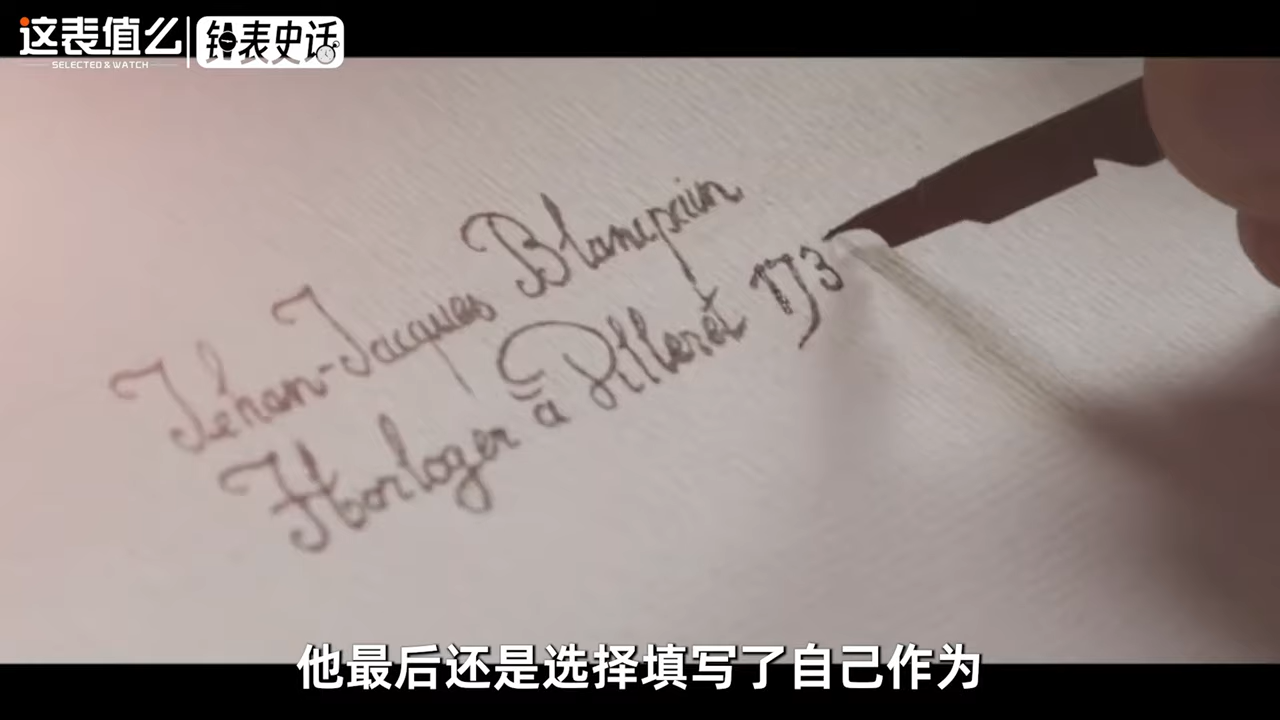 这表值么
SELECTED & WATCH
钟表史话
Jéhan-Jacques Blancpain
Horloger à Villeret 173
他最后还是选择填写了自己作为